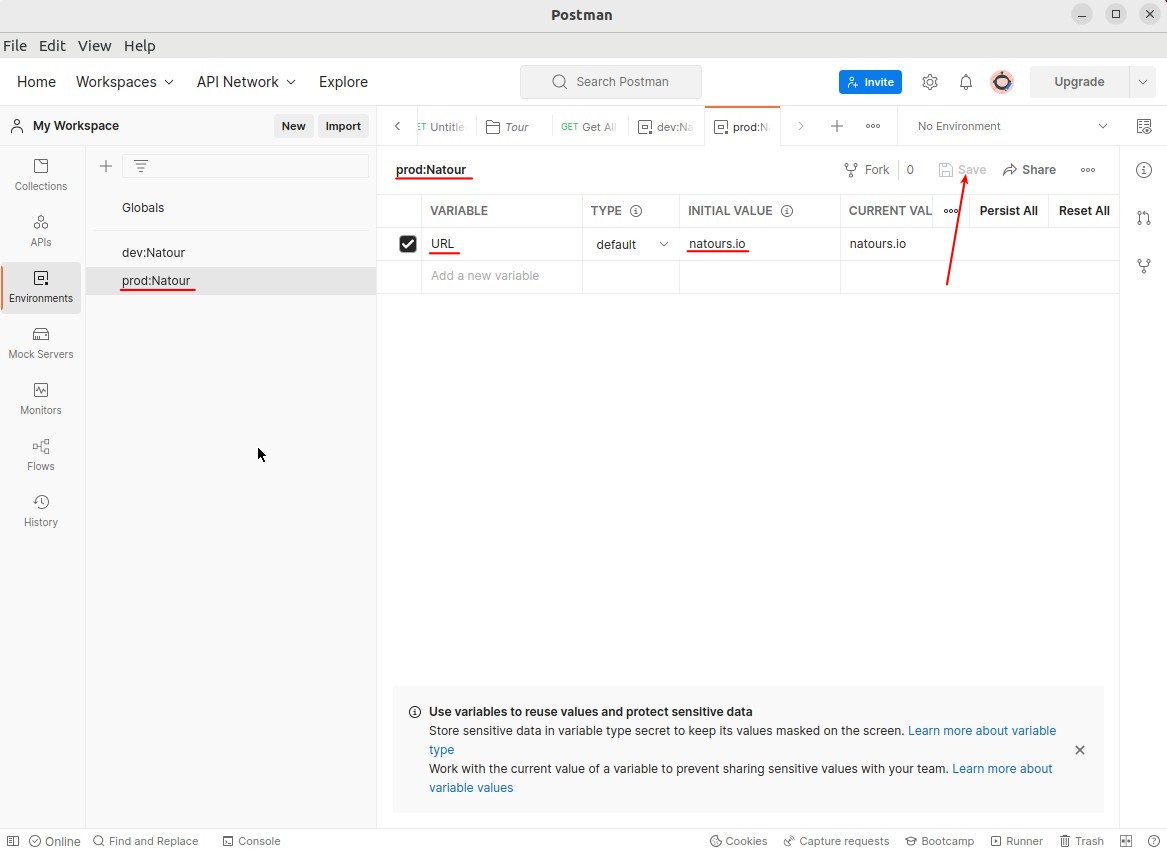 Postman
File Edit View Help
Home Workspaces API Network Explore Search Postman Invite Upgrade
My Workspace New Import
ET Untitle Tour GET Get All dev:Na prod:N No Environment
Collections
APIs
Environments
Mock Servers
Monitors
Flows
History
Globals
dev:Natour
prod:Natour
prod:Natour Fork 0 Save Share
VARIABLE TYPE INITIAL VALUE CURRENT VAL Persist All Reset All
URL default natours.io natours.io
Add a new variable
Use variables to reuse values and protect sensitive data
Store sensitive data in variable type secret to keep its values masked on the screen. Learn more about variable
type
Work with the current value of a variable to prevent sharing sensitive values with your team. Learn more about
variable values
Online Find and Replace Console Cookies Capture requests Bootcamp Runner Trash